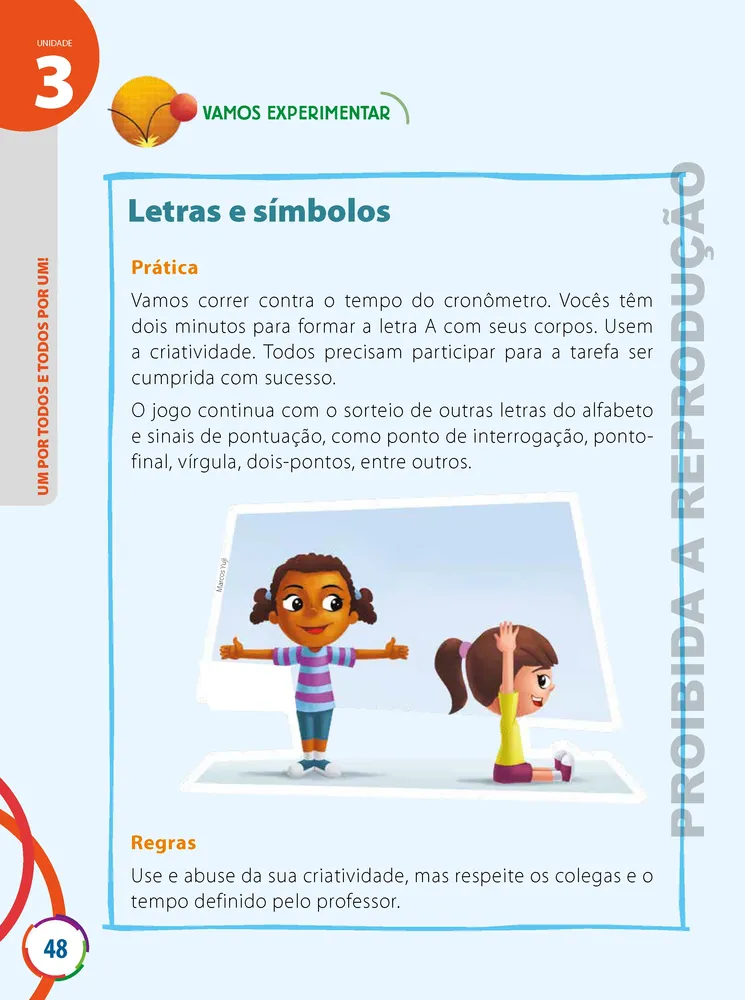 UNIDADE
3
VAMOS EXPERIMENTAR
UM POR TODOS E TODOS POR UM!
Letras e símbolos
Prática
Vamos correr contra o tempo do cronômetro. Vocês têm
dois minutos para formar a letra A com seus corpos. Usem
a criatividade. Todos precisam participar para a tarefa ser
cumprida com sucesso.
O jogo continua com o sorteio de outras letras do alfabeto
e sinais de pontuação, como ponto de interrogação, ponto-
final, vírgula, dois-pontos, entre outros.
Marcos Yuji
Regras
Use e abuse da sua criatividade, mas respeite os colegas e o
tempo definido pelo professor.
PROIBIDA A REPRODUÇÃO
48